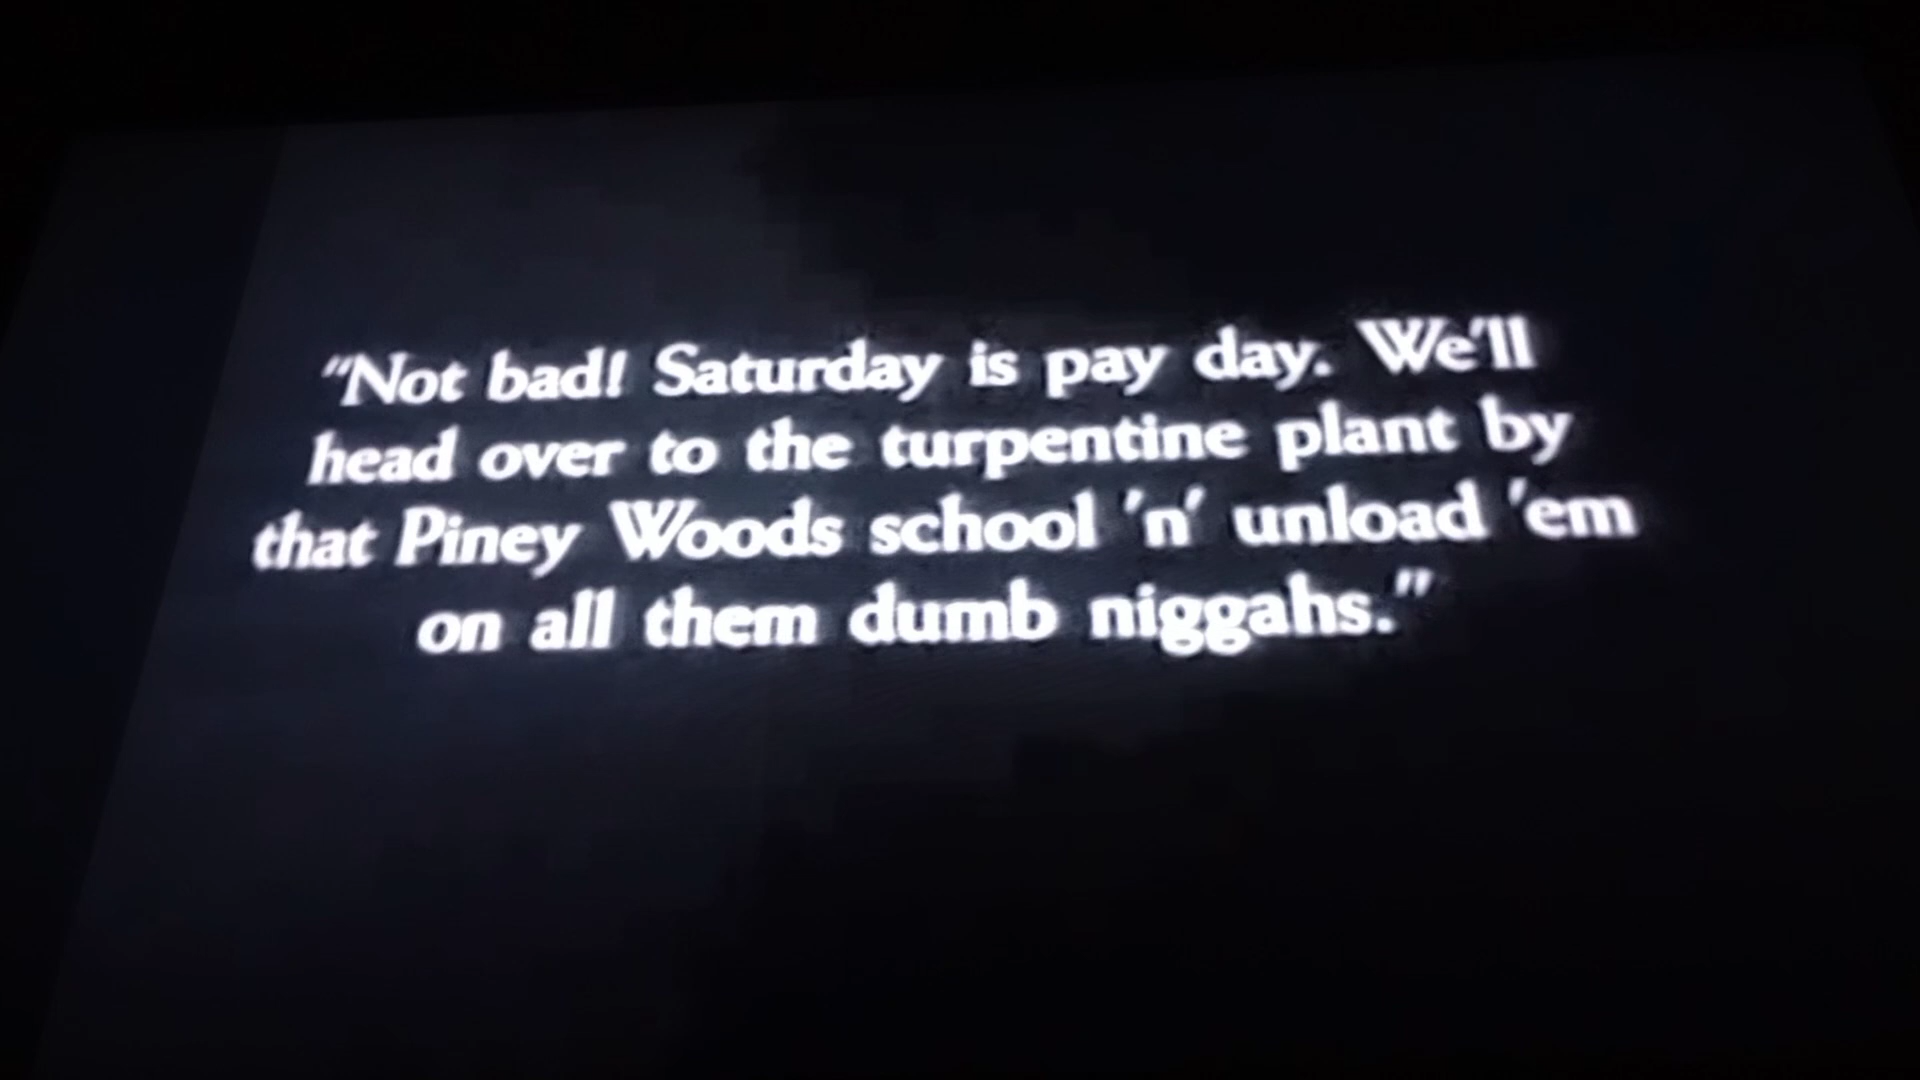 "Not bad! Saturday is pay day. We'll
head over to the turpentine plant by
that Piney Woods school 'n' unload 'em
on all them dumb niggahs."